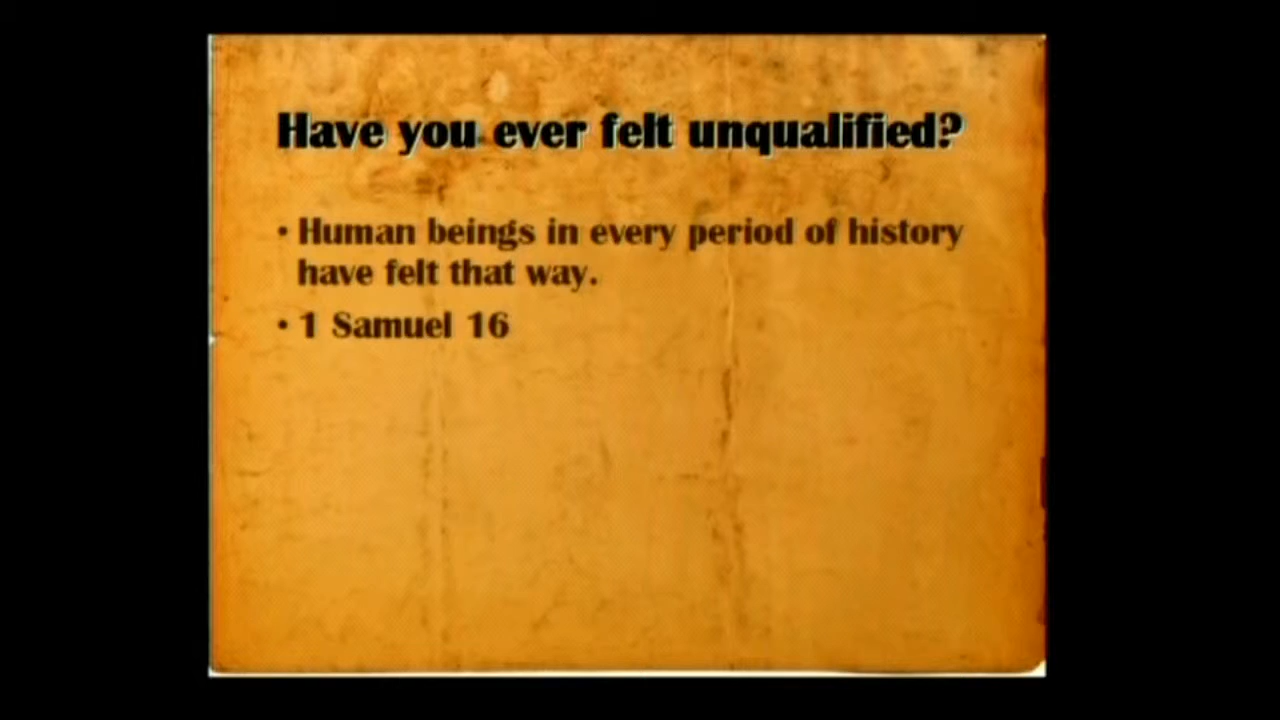 Have you ever felt unqualified?
• Human beings in every period of history
have felt that way.
• 1 Samuel 16